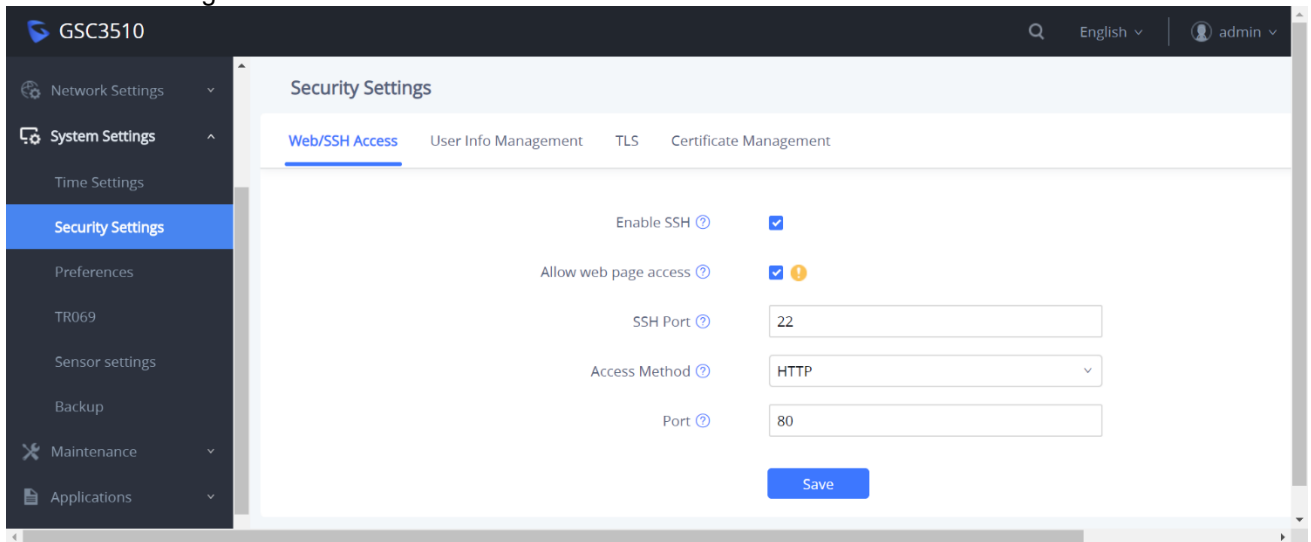 GSC3510
English
admin
Network Settings
System Settings
Time Settings
Security Settings
Preferences
TR069
Sensor settings
Backup
Maintenance
Applications
Security Settings
Web/SSH Access User Info Management TLS Certificate Management
Enable SSH
Allow web page access
SSH Port 22
Access Method HTTP
Port 80
Save